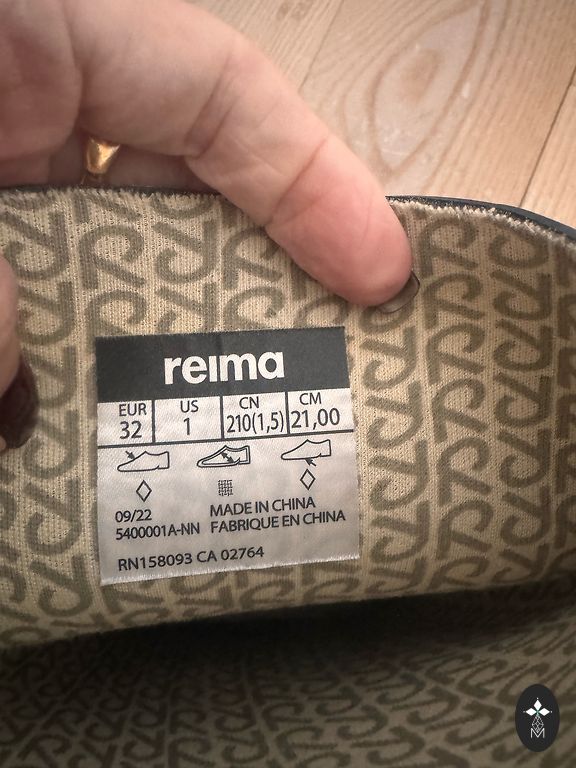 reima
EUR US CN CM
32 1 210(1,5) 21,00
09/22 MADE IN CHINA
5400001A-NN FABRIQUE EN CHINA
RN158093 CA 02764
M